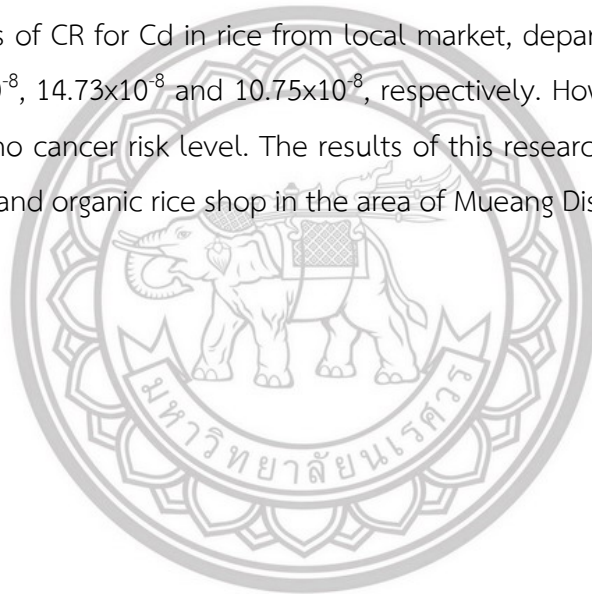 s of CR for Cd in rice from local market, depar
)⁻⁸, 14.73x10⁻⁸ and 10.75x10⁻⁸, respectively. How
no cancer risk level. The results of this researc
and organic rice shop in the area of Mueang Dis
มหาวิทยาลัยนเรศวร